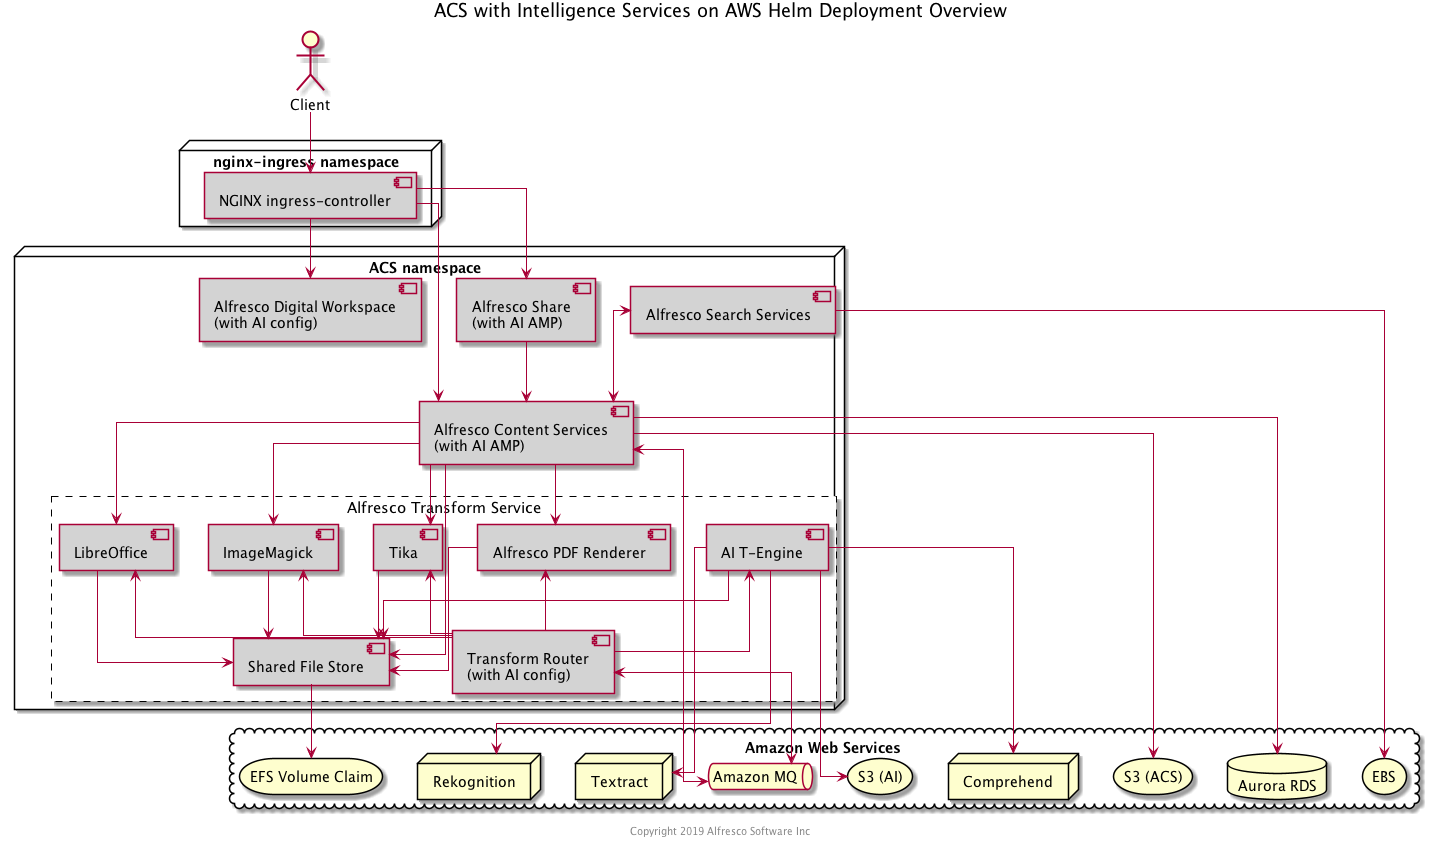 ACS with Intelligence Services on AWS Helm Deployment Overview
Client
nginx-ingress namespace
NGINX ingress-controller
ACS namespace
Alfresco Digital Workspace
(with AI config)
Alfresco Share
(with AI AMP)
Alfresco Search Services
Alfresco Content Services
(with AI AMP)
Alfresco Transform Service
LibreOffice
ImageMagick
Tika
Alfresco PDF Renderer
AI T-Engine
Shared File Store
Transform Router
(with AI config)
Amazon Web Services
EFS Volume Claim
Rekognition
Textract
Amazon MQ
S3 (AI)
Comprehend
S3 (ACS)
Aurora RDS
EBS
Copyright 2019 Alfresco Software Inc